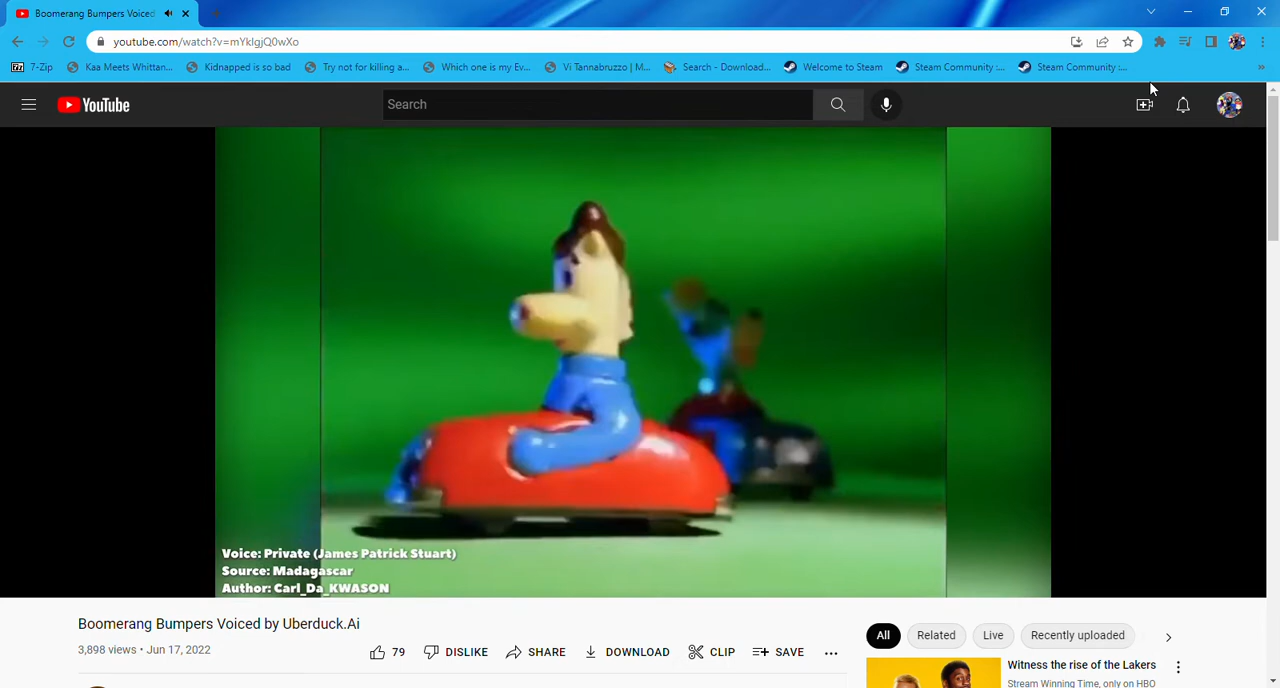 Boomerang Bumpers Voiced
youtube.com/watch?v=mYkIgjQ0wXo
7-Zip
Kaa Meets Whittan...
Kidnapped is so bad
Try not for killing a...
Which one is my Ev...
Vi Tannabruzzo | M...
Search - Download...
Welcome to Steam
Steam Community :...
Steam Community :...
»
YouTube
Search
Voice: Private (James Patrick Stuart)
Source: Madagascar
Author: Carl_Da_KWASON
Boomerang Bumpers Voiced by Uberduck.Ai
3,898 views • Jun 17, 2022
79
DISLIKE
SHARE
DOWNLOAD
CLIP
SAVE
All
Related
Live
Recently uploaded
Witness the rise of the Lakers
Season Winning Time, only on HBO